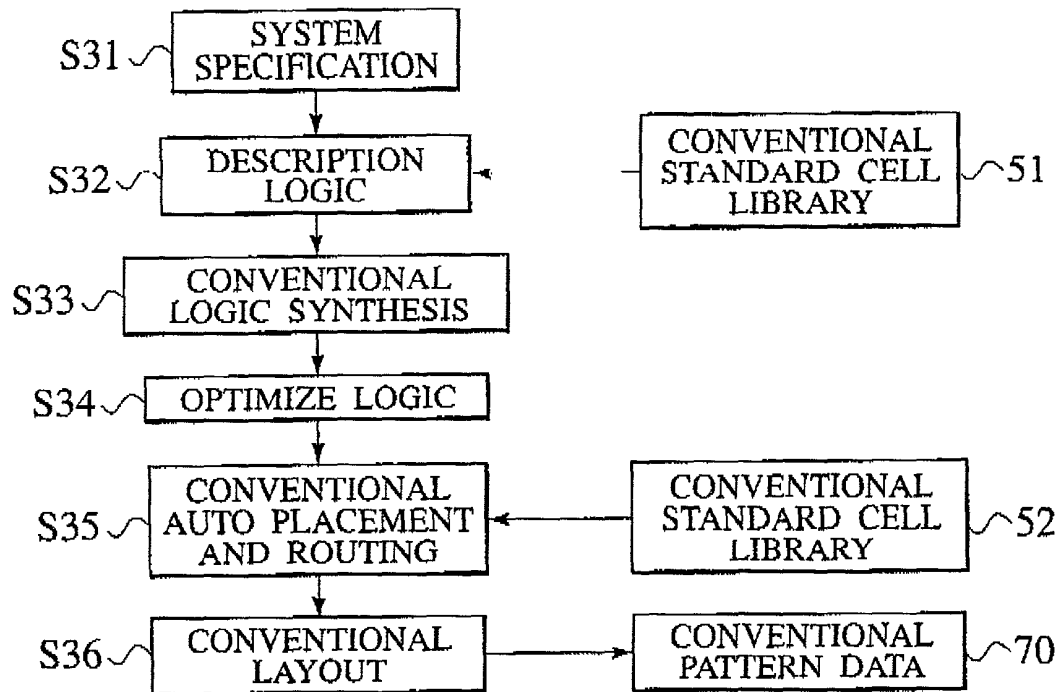 S31
SYSTEM
SPECIFICATION
S32
DESCRIPTION
LOGIC
CONVENTIONAL
STANDARD CELL
LIBRARY
51
S33
CONVENTIONAL
LOGIC SYNTHESIS
S34
OPTIMIZE LOGIC
S35
CONVENTIONAL
AUTO PLACEMENT
AND ROUTING
CONVENTIONAL
STANDARD CELL
LIBRARY
52
S36
CONVENTIONAL
LAYOUT
CONVENTIONAL
PATTERN DATA
70